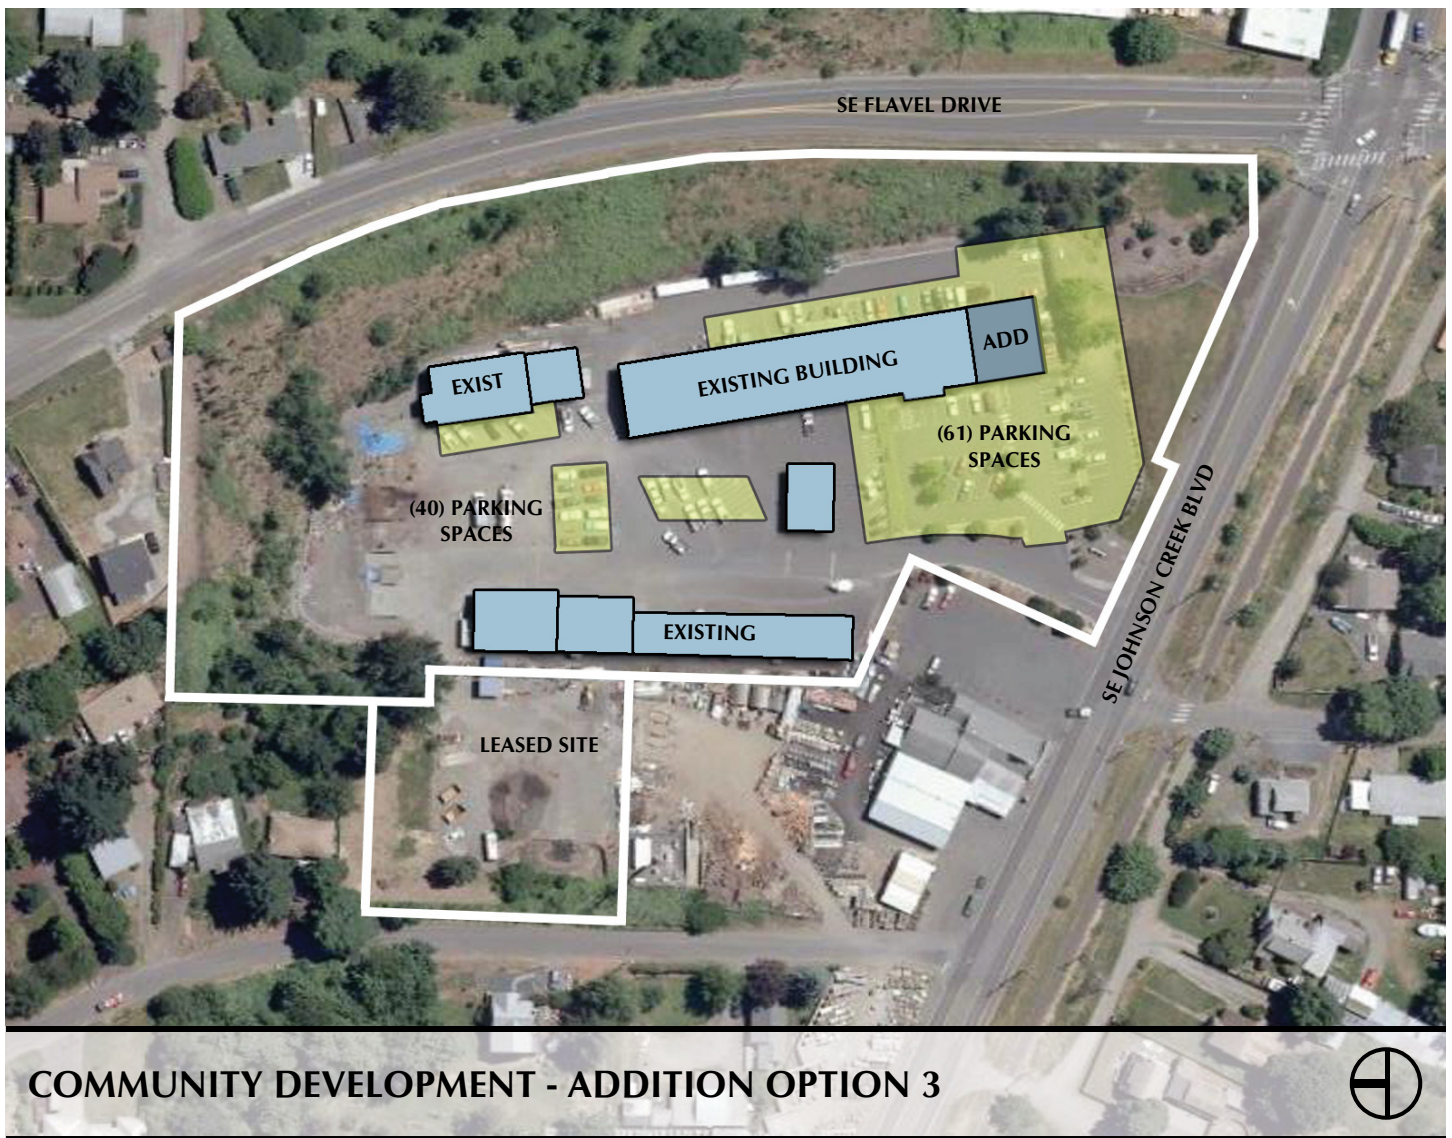 SE FLAVEL DRIVE
ADD
EXISTING BUILDING
EXIST
(61) PARKING
SPACES
(40) PARKING
SPACES
SE JOHNSON CREEK BLVD
EXISTING
LEASED SITE
COMMUNITY DEVELOPMENT - ADDITION OPTION 3